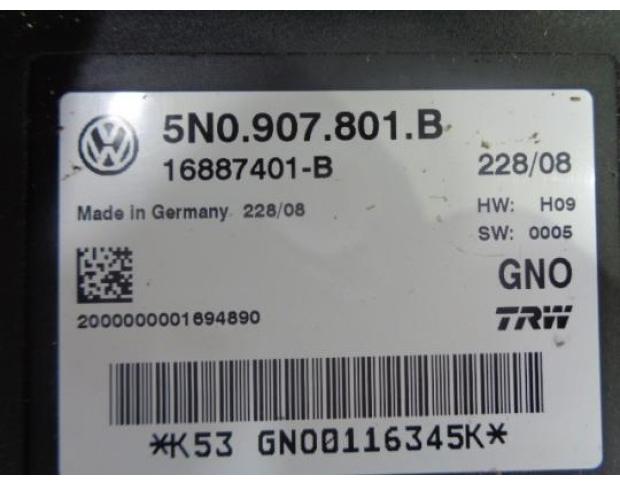 5N0.907.801.B
16887401-B
228/08
Made in Germany 228/08
HW: H09
SW: 0005
GNO
2000000001694890
TRW
*K53 GNO0116345K*